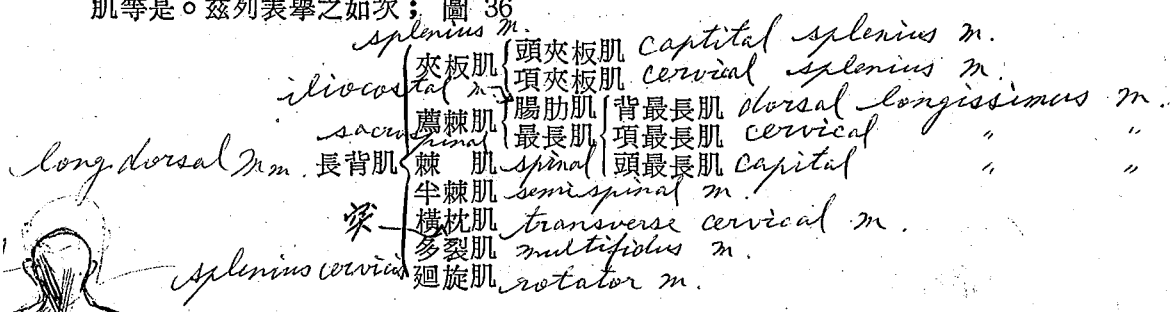 肌等是。茲列表舉之如次；圖 36
splenius m.
夾板肌 頭夾板肌 captital splenius m.
項夾板肌 cervical splenius m.
iliocostal m.
薦棘肌 腸肋肌 背最長肌 dorsal longissimus m.
sacrospinal 最長肌 項最長肌 cervical " "
long dorsal m m. 長背肌 棘 肌 spinal 頭最長肌 capital " "
半棘肌 semispinal m.
突 橫枕肌 transverse cervical m.
多裂肌 multifidus m.
splenius cervicis 廻旋肌 rotator m.